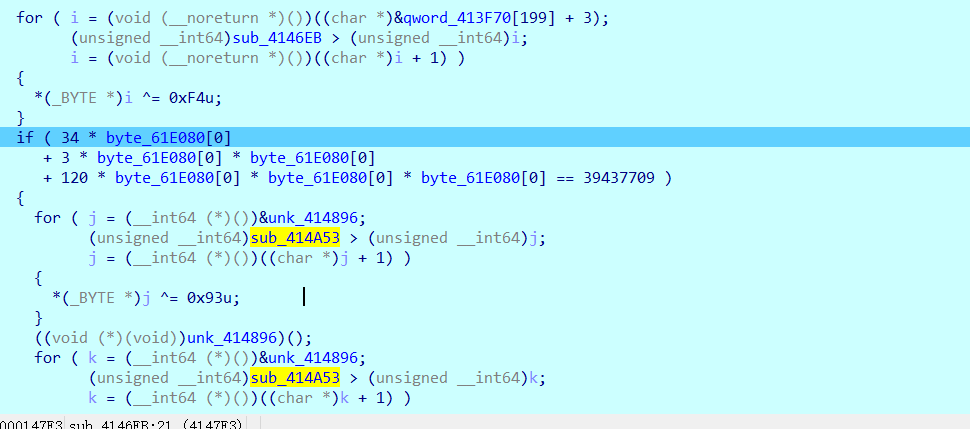 for ( i = (void (__noreturn *)())((char *)&qword_413F70[199] + 3);
(unsigned __int64)sub_4146EB > (unsigned __int64)i;
i = (void (__noreturn *)())((char *)i + 1) )
{
*(_BYTE *)i ^= 0xF4u;
}
if ( 34 * byte_61E080[0]
+ 3 * byte_61E080[0] * byte_61E080[0]
+ 120 * byte_61E080[0] * byte_61E080[0] * byte_61E080[0] == 39437709 )
{
for ( j = (__int64 (*)())&unk_414896;
(unsigned __int64)sub_414A53 > (unsigned __int64)j;
j = (__int64 (*)())((char *)j + 1) )
{
*(_BYTE *)j ^= 0x93u;
}
((void (*)(void))unk_414896)();
for ( k = (__int64 (*)())&unk_414896;
(unsigned __int64)sub_414A53 > (unsigned __int64)k;
k = (__int64 (*)())((char *)k + 1) )
000147E3 sub_4146EB:21 (4147E3)